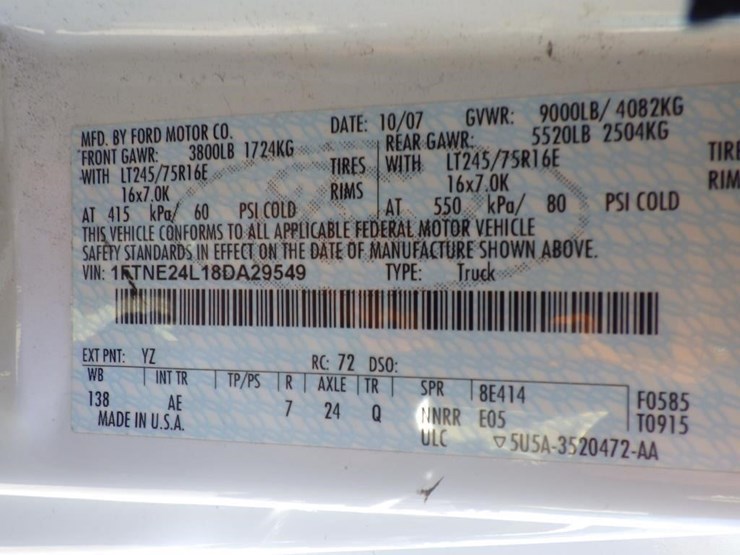 MFD. BY FORD MOTOR CO. DATE: 10/07 GVWR: 9000LB/ 4082KG
FRONT GAWR: 3800LB 1724KG REAR GAWR: 5520LB 2504KG
WITH LT245/75R16E TIRES WITH LT245/75R16E TIRE
16x7.0K RIMS 16x7.0K RIM
AT 415 kPa/ 60 PSI COLD AT 550 kPa/ 80 PSI COLD
THIS VEHICLE CONFORMS TO ALL APPLICABLE FEDERAL MOTOR VEHICLE
SAFETY STANDARDS IN EFFECT ON THE DATE OF MANUFACTURE SHOWN ABOVE.
VIN: 1FTNE24L18DA29549 TYPE: Truck
EXT PNT: YZ RC: 72 DSO:
WB INT TR TP/PS R AXLE TR SPR 8E414 F0585
138 AE 7 24 Q NNRR E05 T0915
MADE IN U.S.A. ULC ▽5U5A-3520472-AA